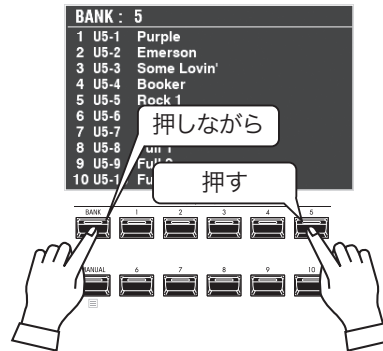 BANK : 5
1 U5-1 Purple
2 U5-2 Emerson
3 U5-3 Some Lovin'
4 U5-4 Booker
5 U5-5 Rock 1
6 U5-6
7 U5-7
8 U5-8
9 U5-9
10 U5-1
押しながら
押す
BANK 1 2 3 4 5
MANUAL 6 7 8 9 10